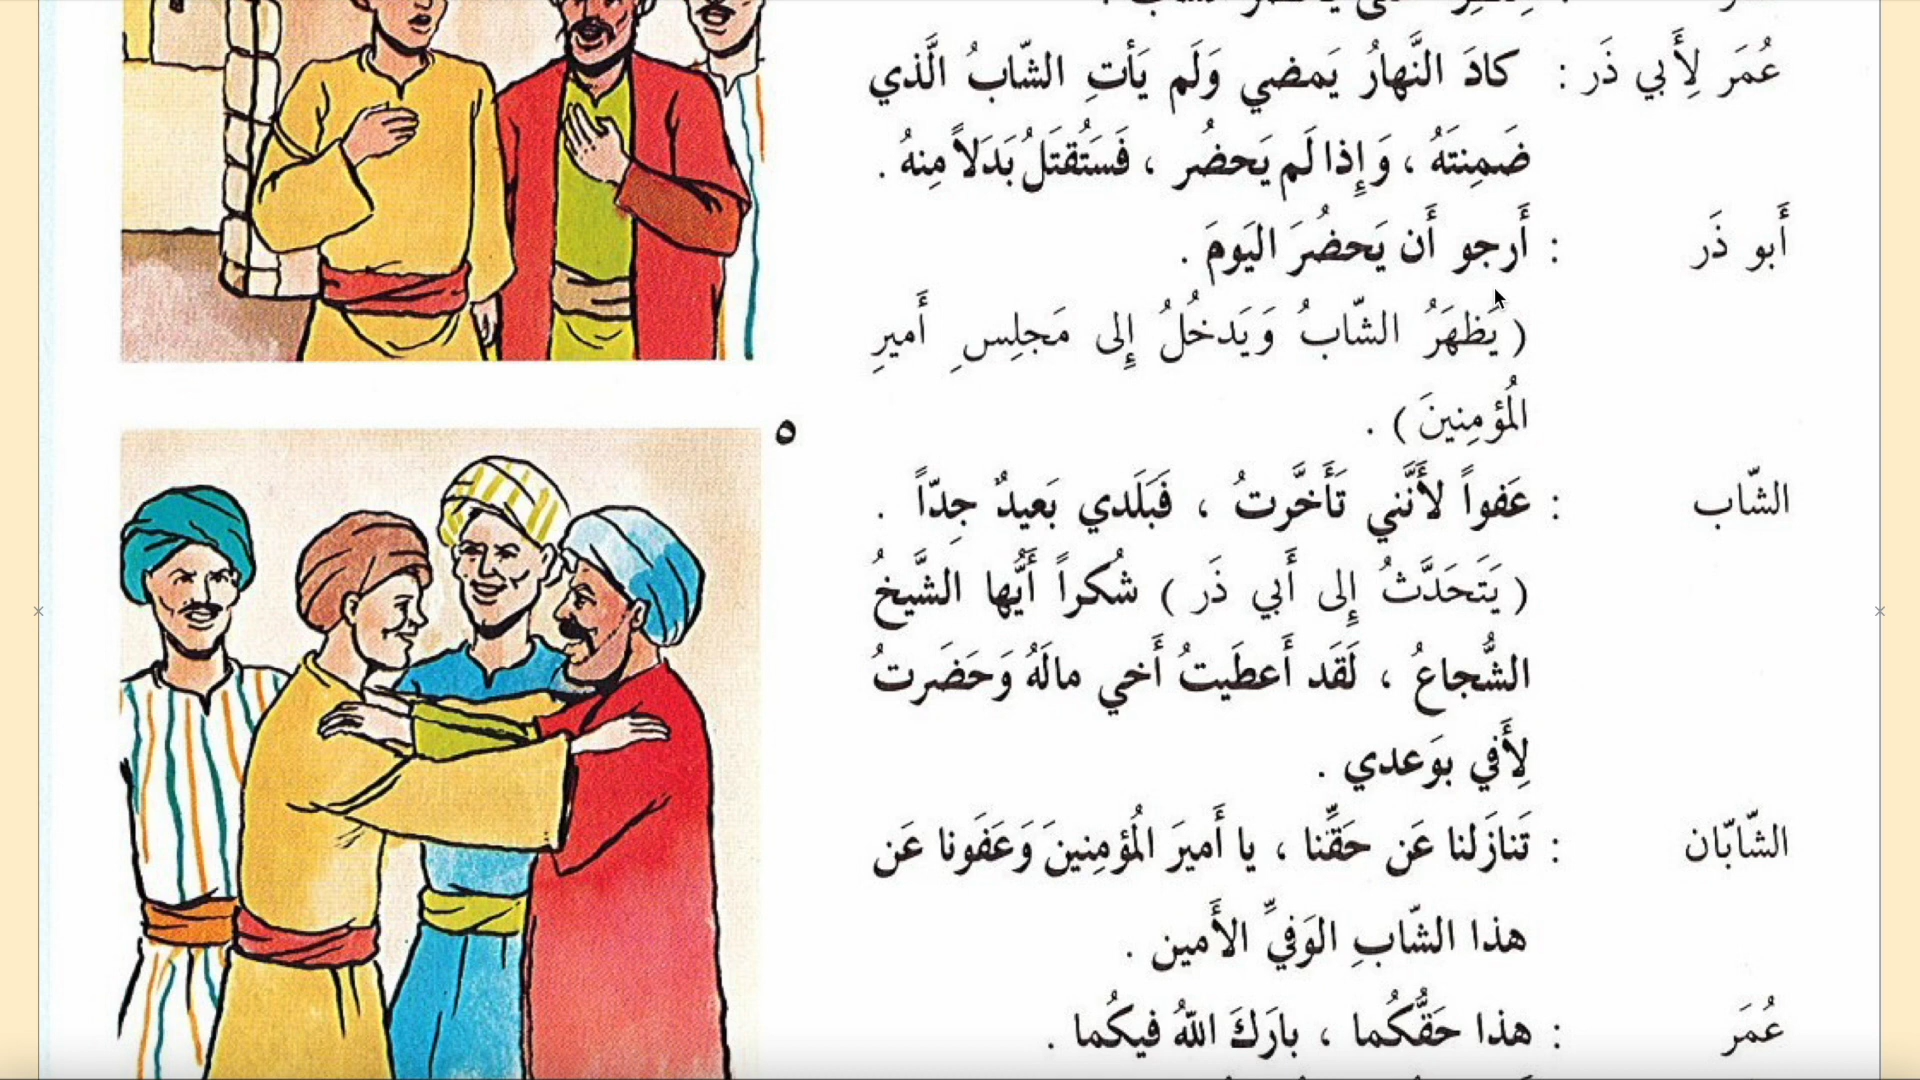 عُمَر لِأَبي ذَر : كادَ النَّهارُ يَمضي وَلَم يَأتِ الشّابُ الَّذي
ضَمِنتَهُ ، وَإِذا لَم يَحضُر ، فَسَتُقتَلُ بَدَلاً مِنهُ .
أَبو ذَر : أَرجو أَن يَحضُرَ اليَومَ .
( يَظهَرُ الشّابُ وَيَدخُلُ إِلى مَجلِسِ أَميرِ
المُؤمِنينَ ) .
٥
الشّاب : عَفواً لأَنَّني تَأَخَّرتُ ، فَبَلَدي بَعيدٌ جِدّاً .
( يَتَحَدَّثُ إِلى أَبي ذَر ) شُكراً أَيُّها الشَّيخُ
الشُّجاعُ ، لَقَد أَعطَيتُ أَخي مالَهُ وَحَضَرتُ
لِأَفي بوَعدي .
الشّابّان : تَنازَلنا عَن حَقِّنا ، يا أَميرَ المُؤمِنينَ وَعَفَونا عَن
هذا الشّابِ الوَفيِّ الأَمين .
عُمَر : هذا حَقُّكُما ، بارَكَ اللهُ فيكُما .